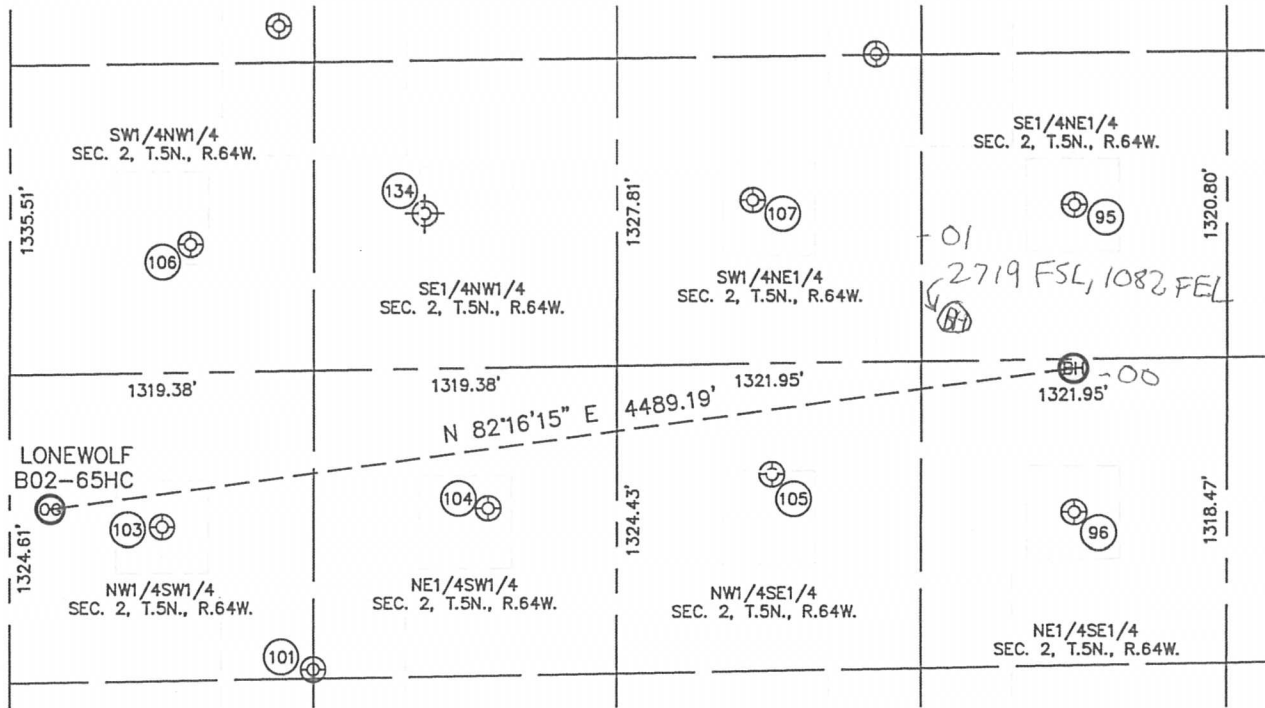 SW1/4NW1/4
SEC. 2, T.5N., R.64W.
SE1/4NE1/4
SEC. 2, T.5N., R.64W.
1335.51'
134
1327.81'
107
95
1320.80'
106
SE1/4NW1/4
SEC. 2, T.5N., R.64W.
SW1/4NE1/4
SEC. 2, T.5N., R.64W.
-01
2719 FSL, 1082 FEL
BH
1319.38'
1319.38'
1321.95'
BH -00
1321.95'
N 82°16'15" E 4489.19'
LONEWOLF
B02-65HC
1324.61'
103
104
1324.43'
105
96
1318.47'
NW1/4SW1/4
SEC. 2, T.5N., R.64W.
NE1/4SW1/4
SEC. 2, T.5N., R.64W.
NW1/4SE1/4
SEC. 2, T.5N., R.64W.
NE1/4SE1/4
SEC. 2, T.5N., R.64W.
101